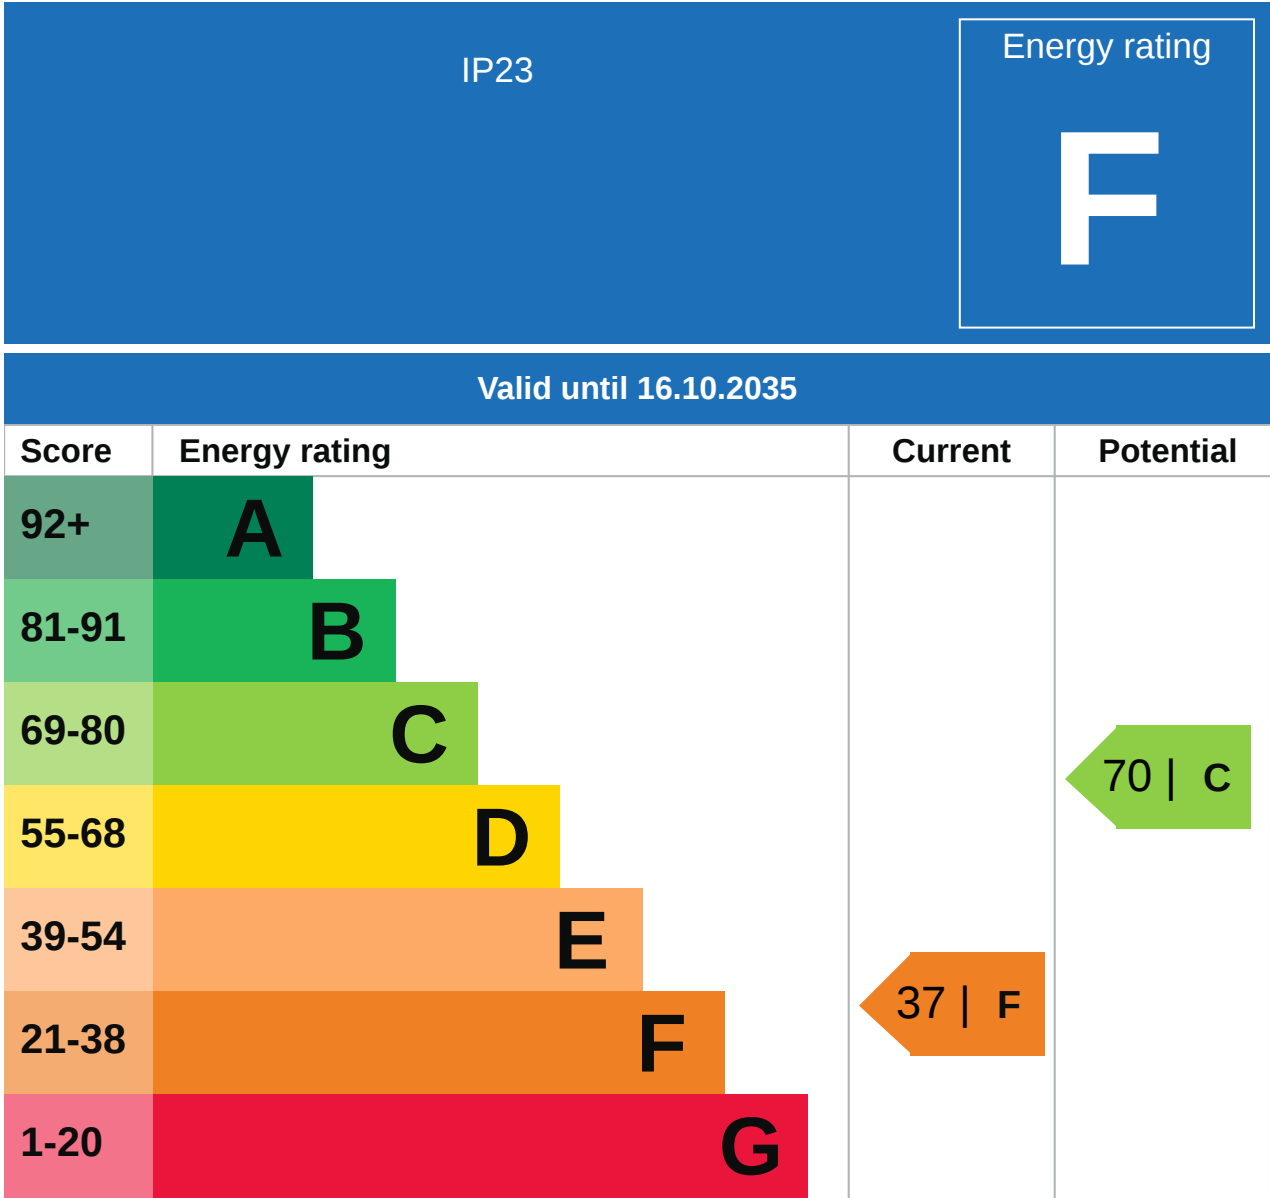 IP23
Energy rating
F
Valid until 16.10.2035
Score Energy rating Current Potential
92+ A
81-91 B
69-80 C
70 | C
55-68 D
39-54 E
37 | F
21-38 F
1-20 G